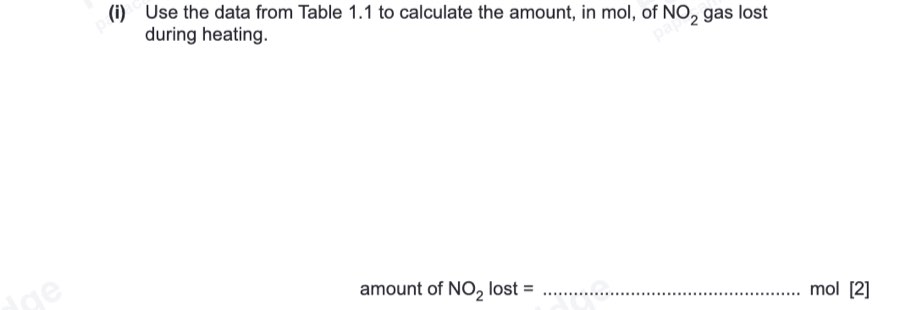 (i) Use the data from Table 1.1 to calculate the amount, in mol, of NO₂ gas lost
during heating.
amount of NO₂ lost = ........................................................ mol [2]